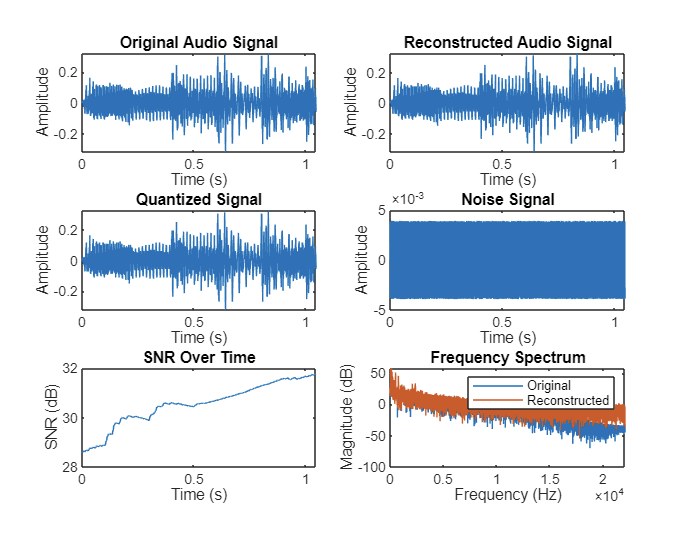 Original Audio Signal
Amplitude
0.2
0
-0.2
0
0.5
1
Time (s)
Reconstructed Audio Signal
Amplitude
0.2
0
-0.2
0
0.5
1
Time (s)
Quantized Signal
Amplitude
0.2
0
-0.2
0
0.5
1
Time (s)
Noise Signal
×10⁻³
Amplitude
5
0
-5
0
0.5
1
Time (s)
SNR Over Time
SNR (dB)
32
30
28
0
0.5
1
Time (s)
Frequency Spectrum
Magnitude (dB)
50
0
-50
-100
Original
Reconstructed
0
0.5
1
1.5
2
Frequency (Hz)
×10⁴